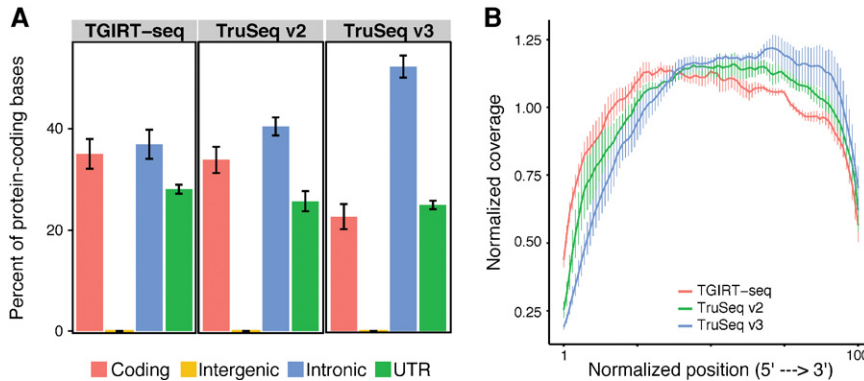 A
TGIRT-seq TruSeq v2 TruSeq v3
Percent of protein-coding bases
40
20
0
Coding Intergenic Intronic UTR
B
Normalized coverage
1.25
1.00
0.75
0.50
0.25
TGIRT-seq
TruSeq v2
TruSeq v3
1 100
Normalized position (5' ---> 3')